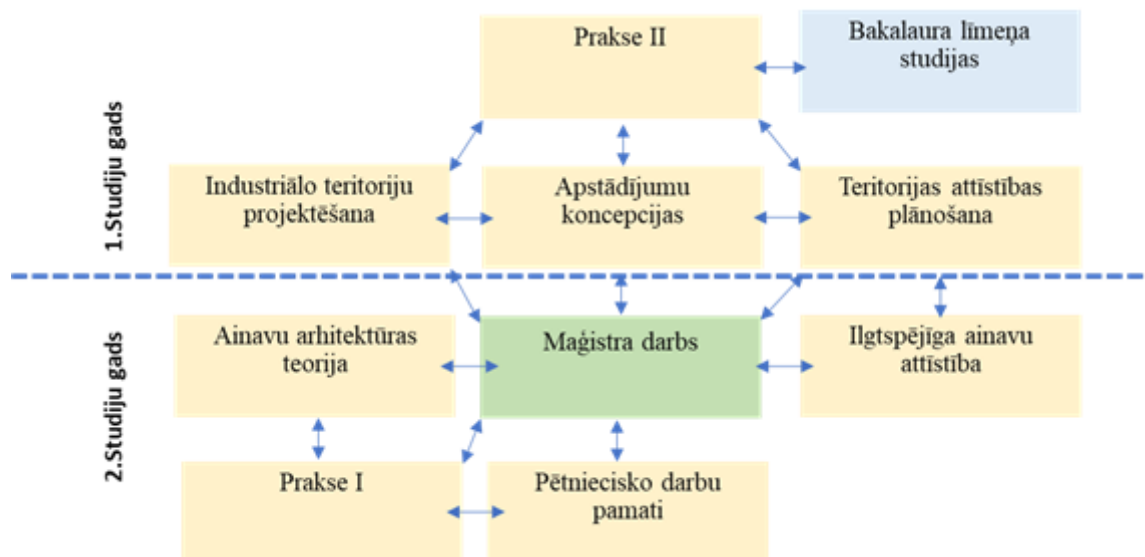 Prakse II
Bakalaura līmeņa
studijas
1.Studiju gads
Industriālo teritoriju
projektēšana
Apstādījumu
koncepcijas
Teritorijas attīstības
plānošana
2.Studiju gads
Ainavu arhitektūras
teorija
Maģistra darbs
Ilgtspējīga ainavu
attīstība
Prakse I
Pētniecisko darbu
pamati